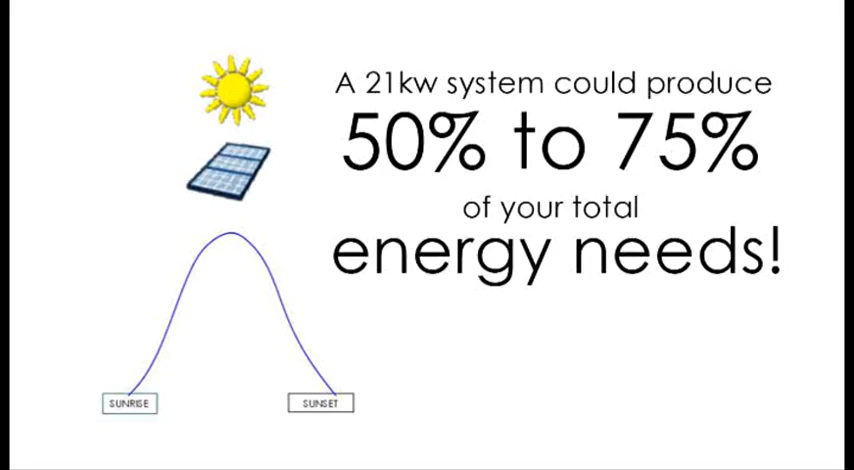 A 21kw system could produce
50% to 75%
of your total
energy needs!
SUNRISE
SUNSET